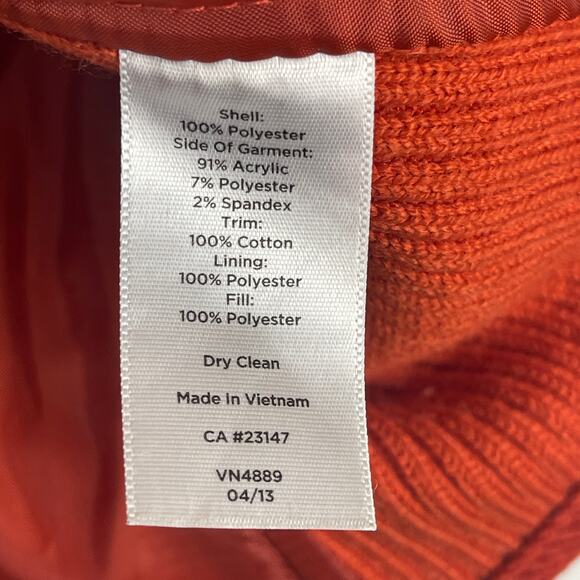 Shell:
100% Polyester
Side Of Garment:
91% Acrylic
7% Polyester
2% Spandex
Trim:
100% Cotton
Lining:
100% Polyester
Fill:
100% Polyester
Dry Clean
Made In Vietnam
CA #23147
VN4889
04/13